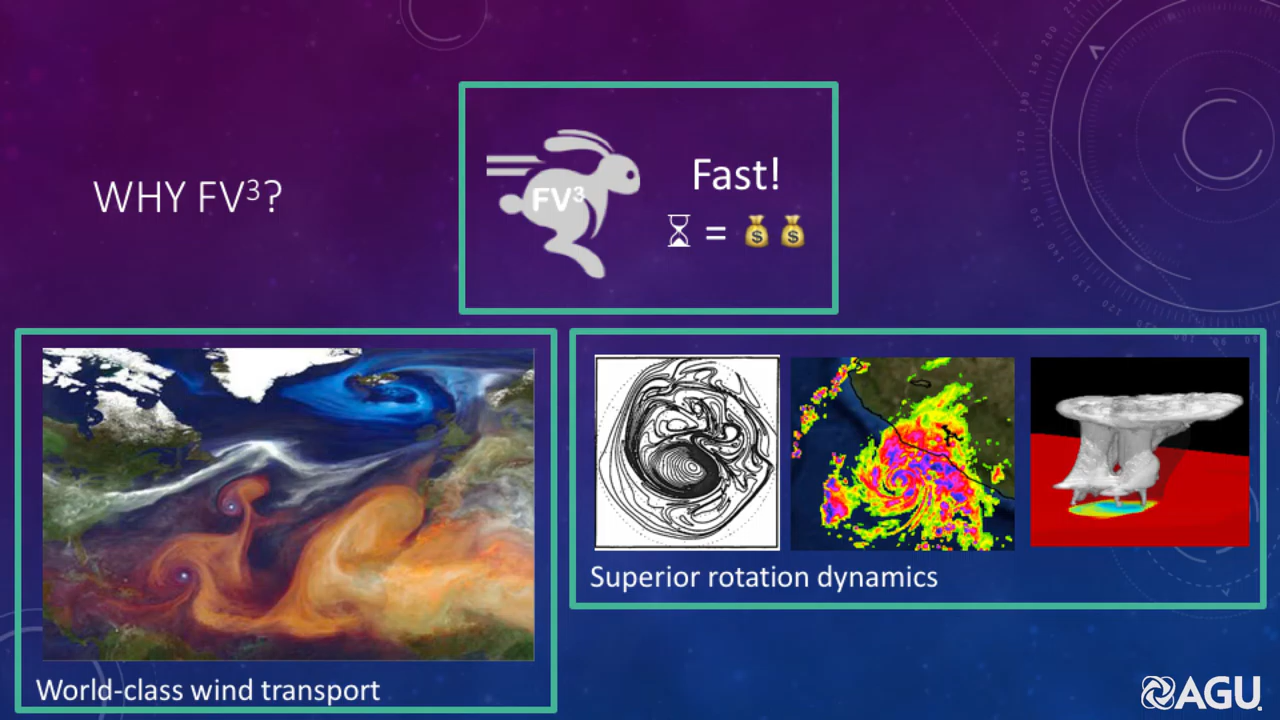 WHY FV³?
FV³
Fast!
⏳ = 💰 💰
World-class wind transport
Superior rotation dynamics
AGU